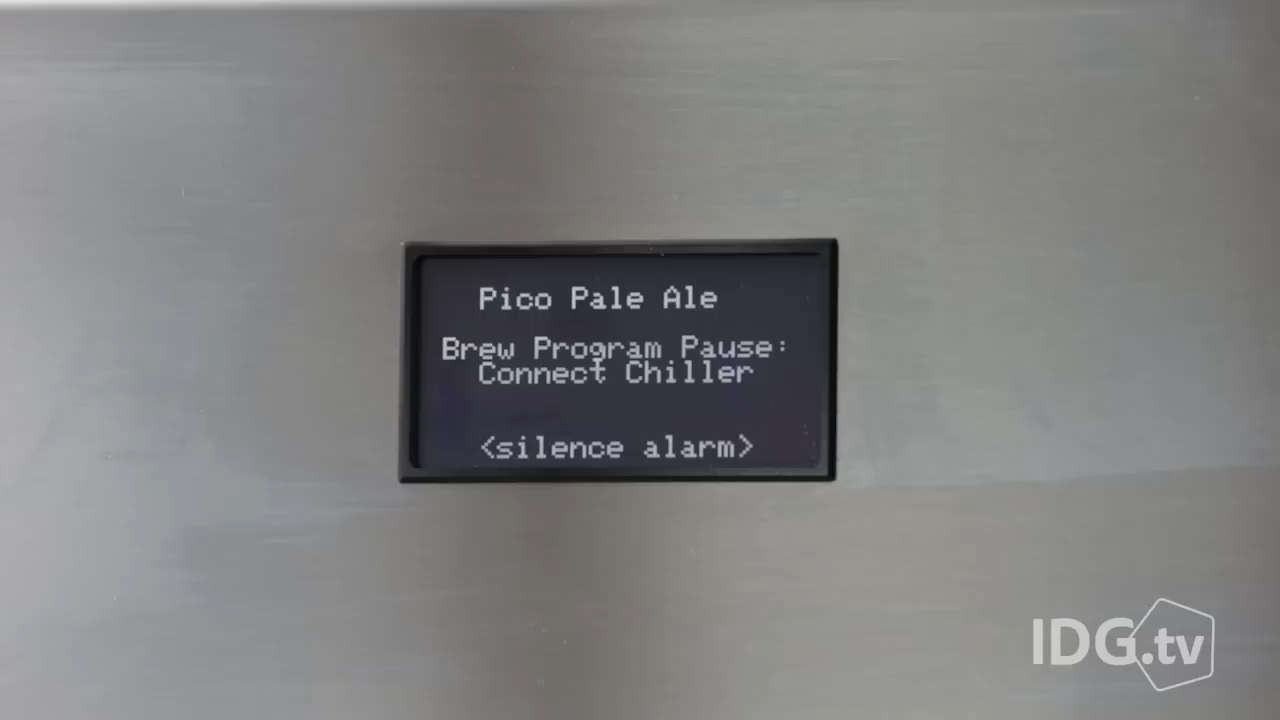 Pico Pale Ale
Brew Program Pause:
Connect Chiller
<silence alarm>
IDG.tv